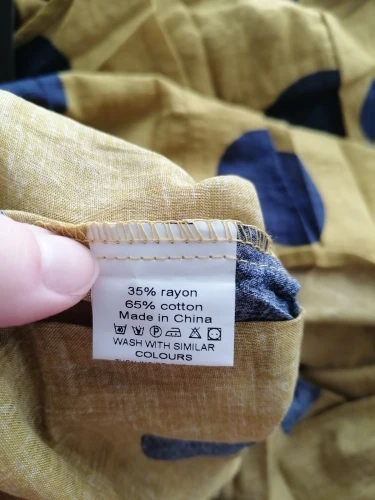 35% rayon
65% cotton
Made in China
WASH WITH SIMILAR
COLOURS